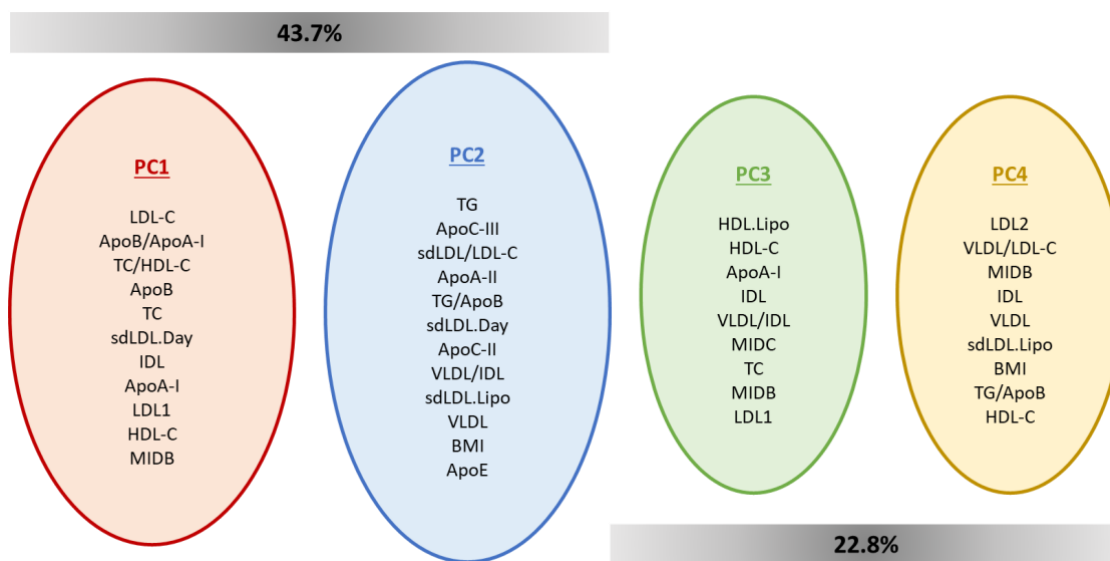 43.7%
PC1
LDL-C
ApoB/ApoA-I
TC/HDL-C
ApoB
TC
sdLDL.Day
IDL
ApoA-I
LDL1
HDL-C
MIDB
PC2
TG
ApoC-III
sdLDL/LDL-C
ApoA-II
TG/ApoB
sdLDL.Day
ApoC-II
VLDL/IDL
sdLDL.Lipo
VLDL
BMI
ApoE
PC3
HDL.Lipo
HDL-C
ApoA-I
IDL
VLDL/IDL
MIDC
TC
MIDB
LDL1
PC4
LDL2
VLDL/LDL-C
MIDB
IDL
VLDL
sdLDL.Lipo
BMI
TG/ApoB
HDL-C
22.8%